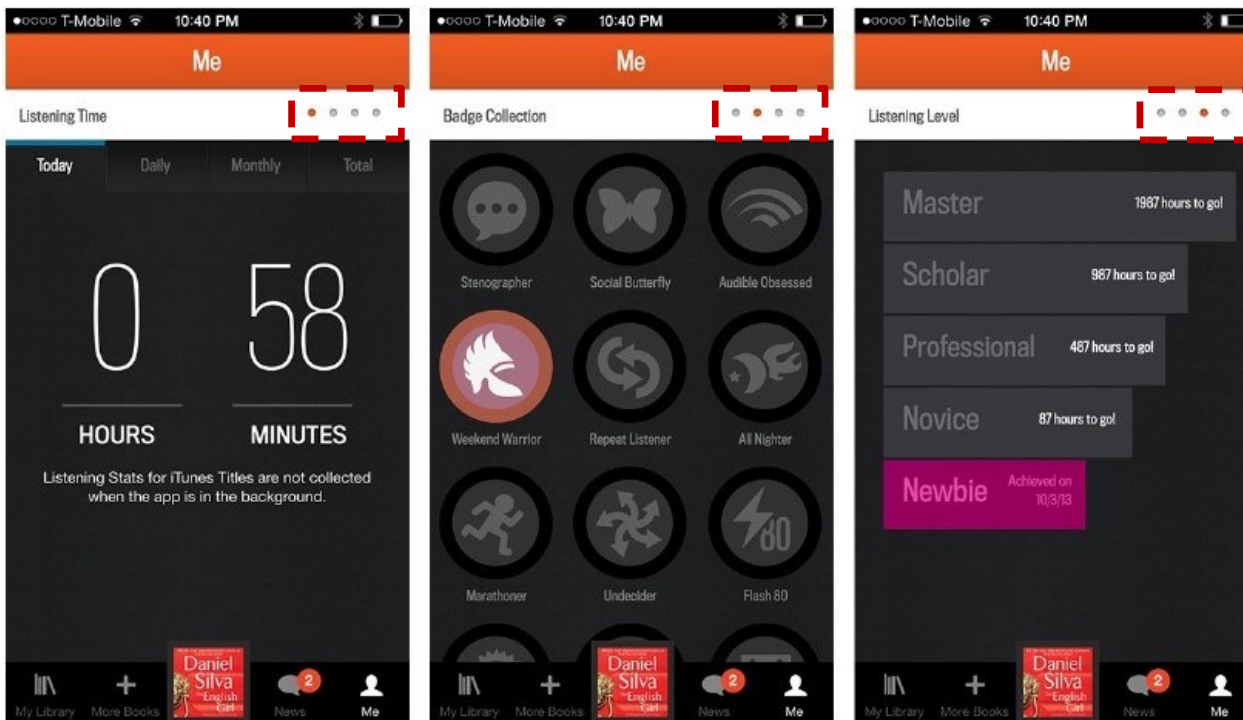 T-Mobile 10:40 PM
Me
Listening Time
Today Daily Monthly Total
0 58
HOURS MINUTES
Listening Stats for iTunes Titles are not collected
when the app is in the background.
Daniel
Silva
The
English
Girl
2
My Library More Books News Me
T-Mobile 10:40 PM
Me
Badge Collection
Stenographer Social Butterfly Audible Obsessed
Weekend Warrior Repeat Listener All Nighter
80
Marathoner Undecider Flash 80
Daniel
Silva
The
English
Girl
2
My Library More Books News Me
T-Mobile 10:40 PM
Me
Listening Level
Master 1987 hours to go!
Scholar 987 hours to go!
Professional 487 hours to go!
Novice 87 hours to go!
Newbie Achieved on
10/3/13
Daniel
Silva
The
English
Girl
2
My Library More Books News Me